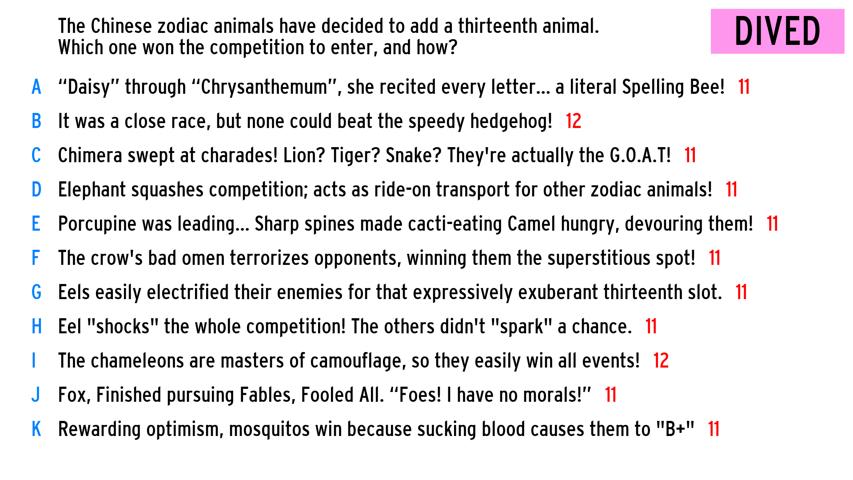 The Chinese zodiac animals have decided to add a thirteenth animal.
Which one won the competition to enter, and how?
DIVED
A “Daisy” through “Chrysanthemum”, she recited every letter... a literal Spelling Bee! 11
B It was a close race, but none could beat the speedy hedgehog! 12
C Chimera swept at charades! Lion? Tiger? Snake? They're actually the G.O.A.T! 11
D Elephant squashes competition; acts as ride-on transport for other zodiac animals! 11
E Porcupine was leading... Sharp spines made cacti-eating Camel hungry, devouring them! 11
F The crow's bad omen terrorizes opponents, winning them the superstitious spot! 11
G Eels easily electrified their enemies for that expressively exuberant thirteenth slot. 11
H Eel "shocks" the whole competition! The others didn't "spark" a chance. 11
I The chameleons are masters of camouflage, so they easily win all events! 12
J Fox, Finished pursuing Fables, Fooled All. “Foes! I have no morals!” 11
K Rewarding optimism, mosquitos win because sucking blood causes them to "B+" 11